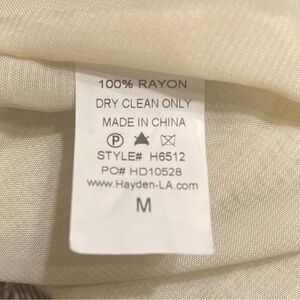 100% RAYON
DRY CLEAN ONLY
MADE IN CHINA
P
STYLE# H6512
PO# HD10528
www.Hayden-LA.com
M